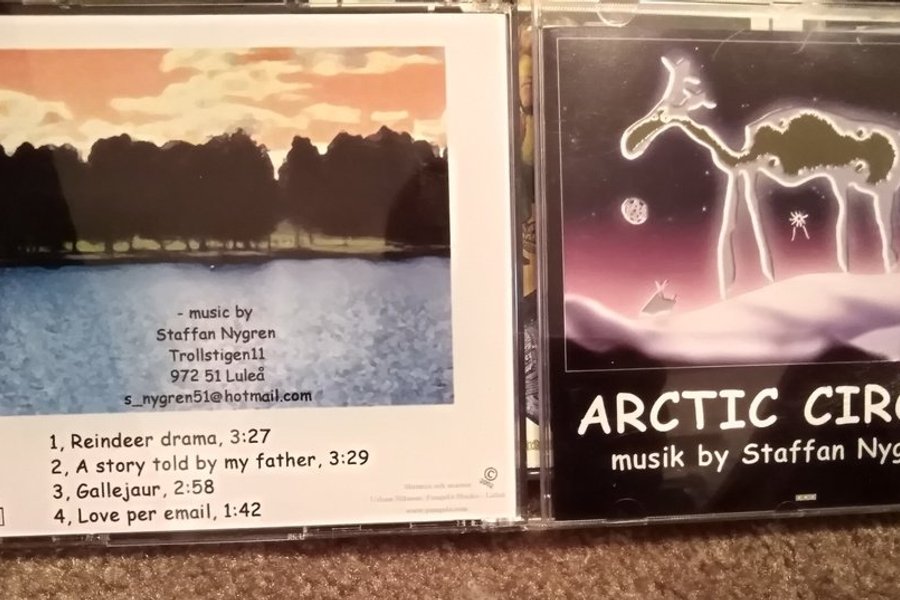 - music by
Staffan Nygren
Trollstigen11
972 51 Luleå
s_nygren51@hotmail.com
1, Reindeer drama, 3:27
2, A story told by my father, 3:29
3, Gallejaur, 2:58
4, Love per email, 1:42
©
ARCTIC CIRC
musik by Staffan Nyg